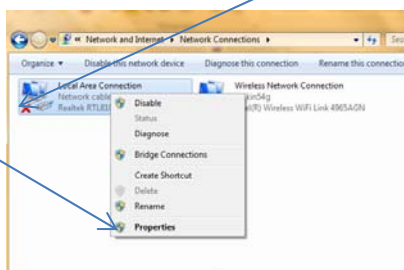 « Network and Internet ▸ Network Connections ▸
Organize ▾ Disable this network device Diagnose this connection Rename this connection
Local Area Connection
Network cable
Realtek
Wireless Network Connection
Wireless WiFi Link 4965AGN
Disable
Status
Diagnose
Bridge Connections
Create Shortcut
Delete
Rename
Properties